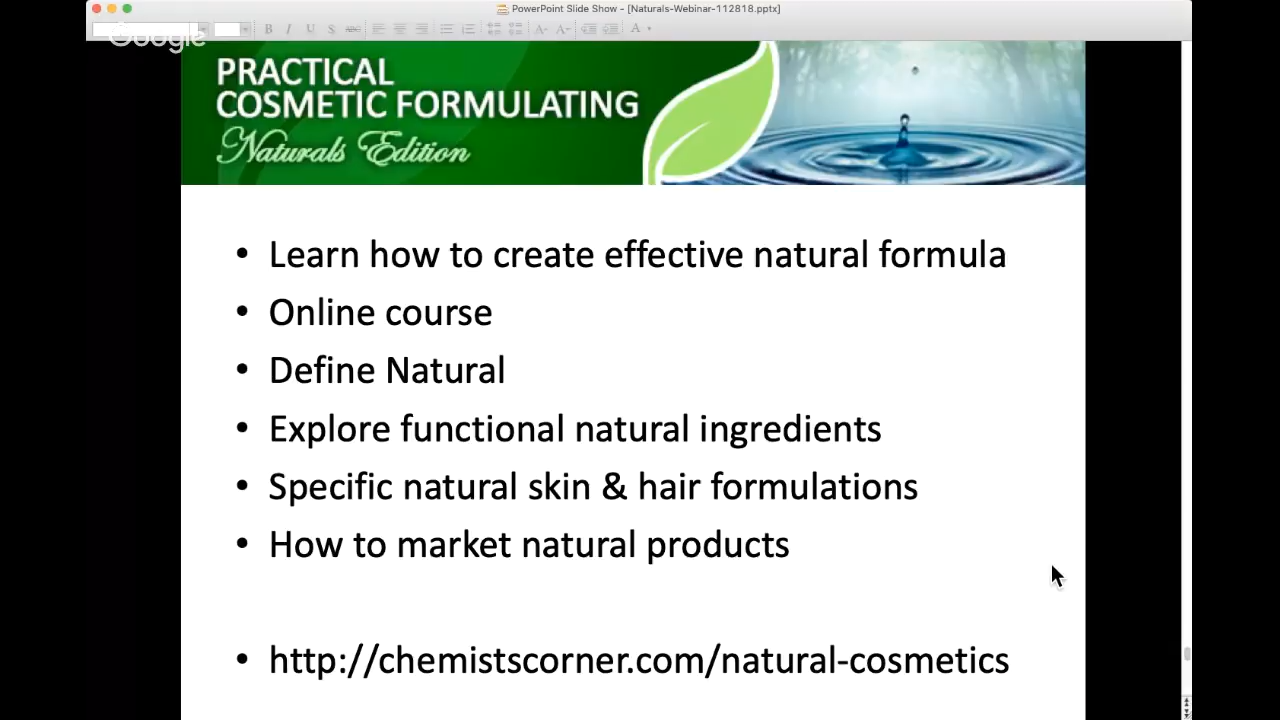 PowerPoint Slide Show - [Naturals-Webinar-112818.pptx]
Google
B I U S ABC
PRACTICAL
COSMETIC FORMULATING
Naturals Edition
• Learn how to create effective natural formula
• Online course
• Define Natural
• Explore functional natural ingredients
• Specific natural skin & hair formulations
• How to market natural products
• http://chemistscorner.com/natural-cosmetics